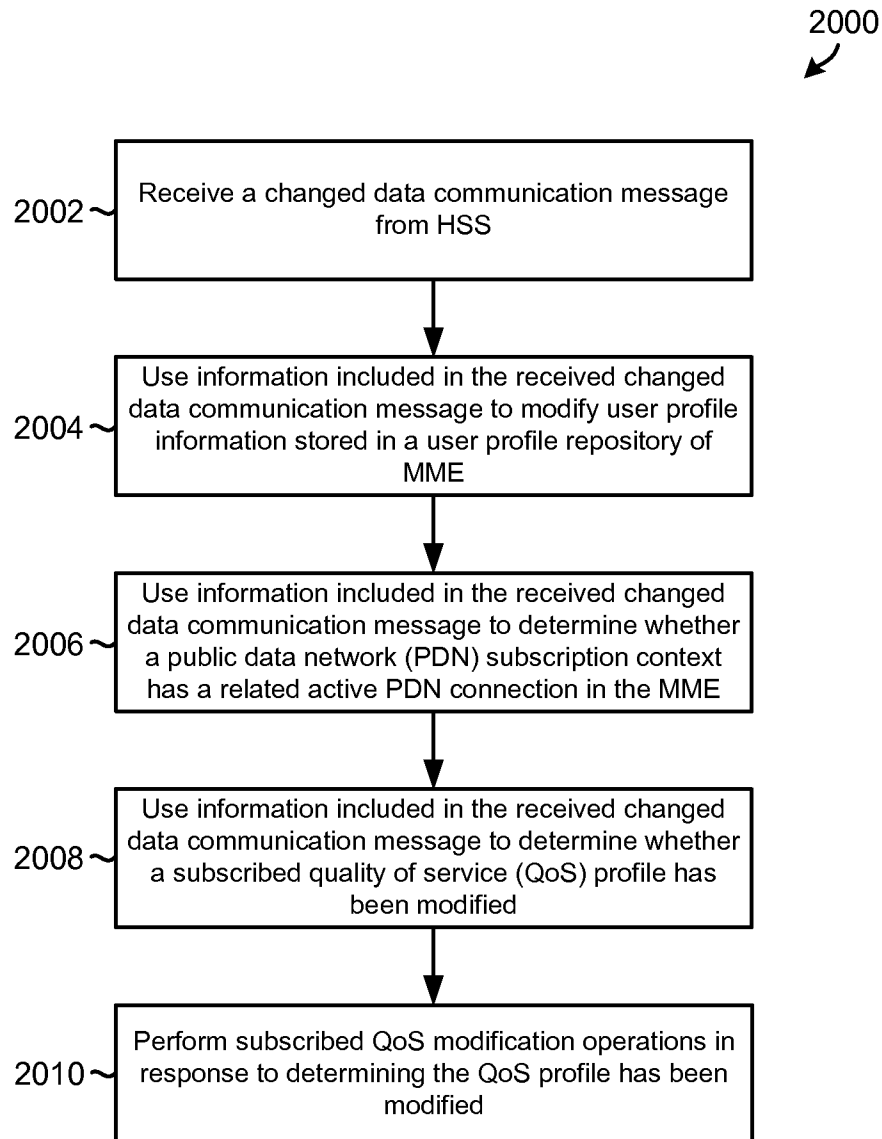 2000
2002
Receive a changed data communication message
from HSS
2004
Use information included in the received changed
data communication message to modify user profile
information stored in a user profile repository of
MME
2006
Use information included in the received changed
data communication message to determine whether
a public data network (PDN) subscription context
has a related active PDN connection in the MME
2008
Use information included in the received changed
data communication message to determine whether
a subscribed quality of service (QoS) profile has
been modified
2010
Perform subscribed QoS modification operations in
response to determining the QoS profile has been
modified